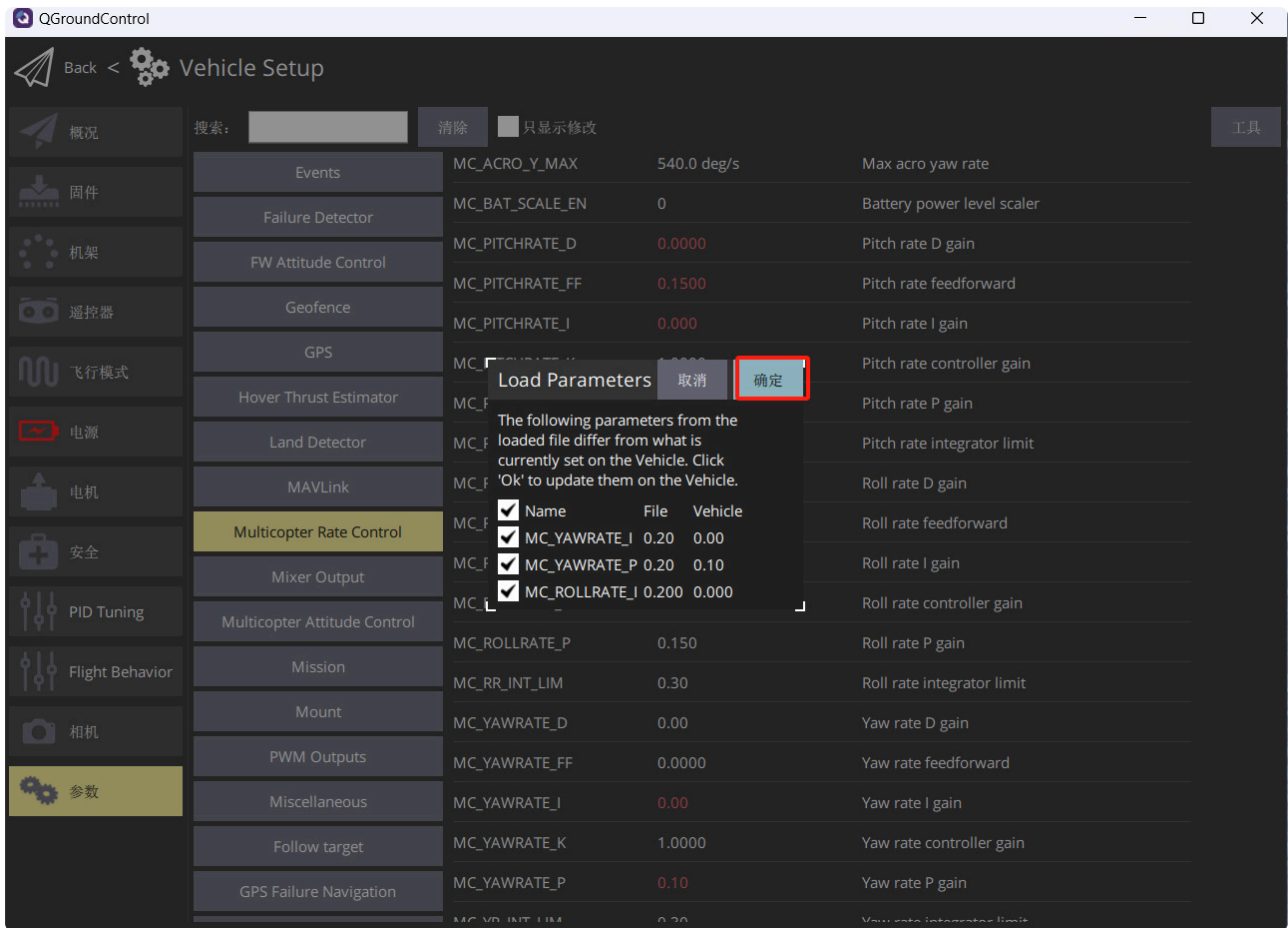 QGroundControl
Back < Vehicle Setup
搜索： 清除 只显示修改 工具
概况
固件
机架
遥控器
飞行模式
电源
电机
安全
PID Tuning
Flight Behavior
相机
参数
Events
Failure Detector
FW Attitude Control
Geofence
GPS
Hover Thrust Estimator
Land Detector
MAVLink
Multicopter Rate Control
Mixer Output
Multicopter Attitude Control
Mission
Mount
PWM Outputs
Miscellaneous
Follow target
GPS Failure Navigation
MC_ACRO_Y_MAX 540.0 deg/s Max acro yaw rate
MC_BAT_SCALE_EN 0 Battery power level scaler
MC_PITCHRATE_D 0.0000 Pitch rate D gain
MC_PITCHRATE_FF 0.1500 Pitch rate feedforward
MC_PITCHRATE_I 0.000 Pitch rate I gain
Pitch rate controller gain
Pitch rate P gain
Pitch rate integrator limit
Roll rate D gain
Roll rate feedforward
Roll rate I gain
Roll rate controller gain
MC_ROLLRATE_P 0.150 Roll rate P gain
MC_RR_INT_LIM 0.30 Roll rate integrator limit
MC_YAWRATE_D 0.00 Yaw rate D gain
MC_YAWRATE_FF 0.0000 Yaw rate feedforward
MC_YAWRATE_I 0.00 Yaw rate I gain
MC_YAWRATE_K 1.0000 Yaw rate controller gain
MC_YAWRATE_P 0.10 Yaw rate P gain
MC_YR_INT_LIM 0.30 Yaw rate integrator limit
Load Parameters 取消 确定
The following parameters from the
loaded file differ from what is
currently set on the Vehicle. Click
'Ok' to update them on the Vehicle.
Name File Vehicle
MC_YAWRATE_I 0.20 0.00
MC_YAWRATE_P 0.20 0.10
MC_ROLLRATE_I 0.200 0.000